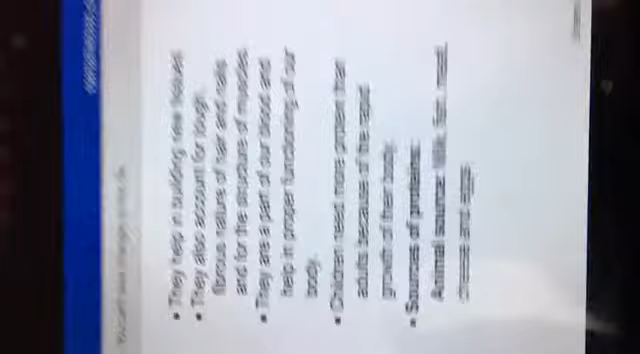 • They help in building new tissues
• They also account for tough,
fibrous nature of hair and nails
and for the structure of muscles
• They are a part of our blood and
help in proper functioning of our
body.
• Children need more protein than
adults because of the rapid
growth of their body.
• Sources of proteins:
Animal source: Milk, fish, meat,
cheese and eggs.